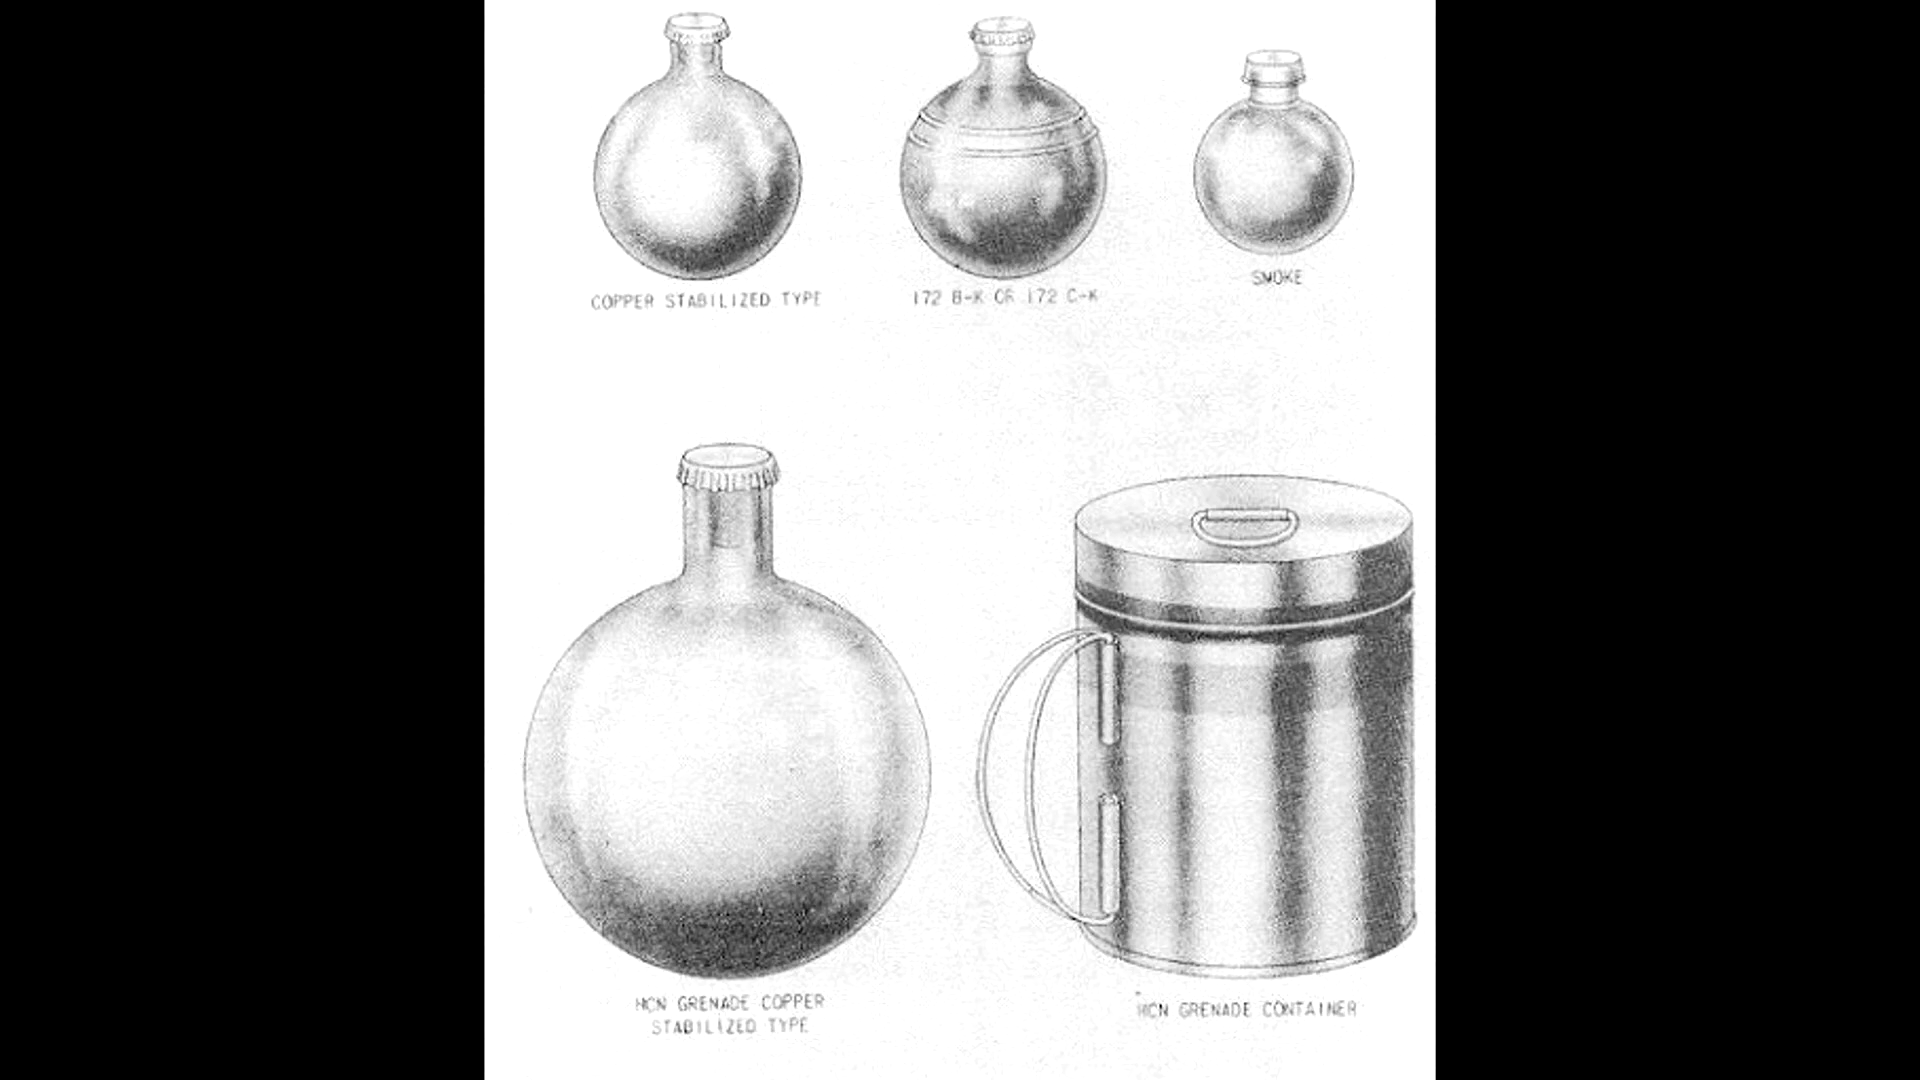 COPPER STABILIZED TYPE
172 B-K OR 172 C-K
SMOKE
HCN GRENADE COPPER
STABILIZED TYPE
HCN GRENADE CONTAINER